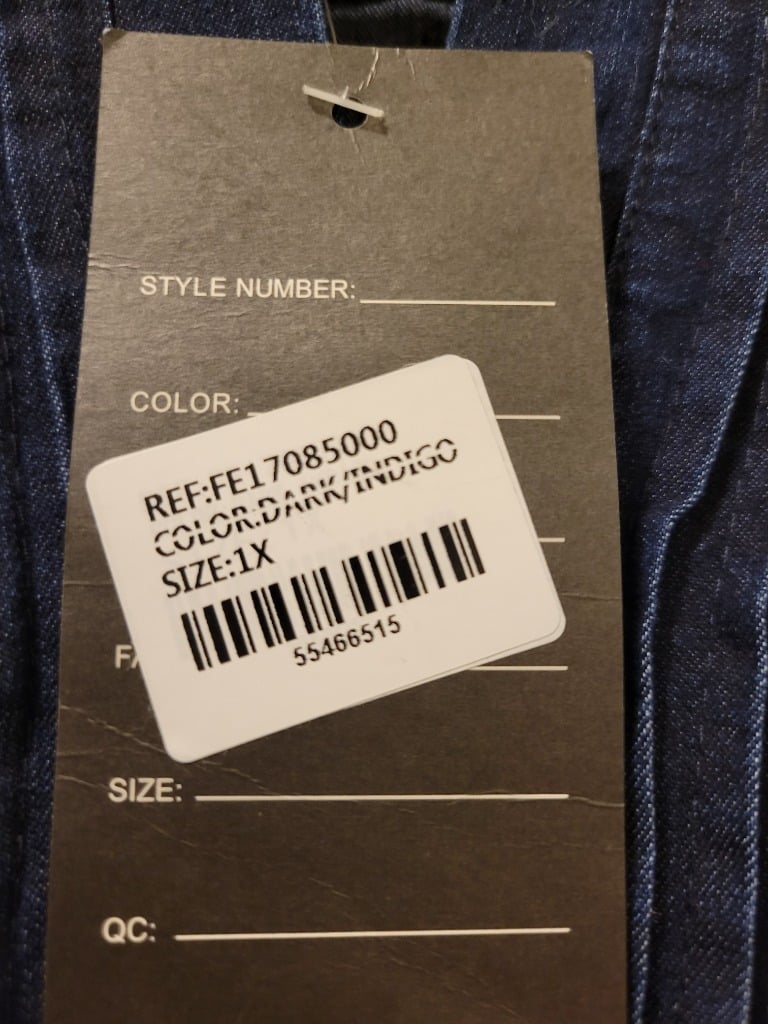 STYLE NUMBER:
COLOR:
REF:FE17085000
COLOR:DARK/INDIGO
SIZE:1X
55466515
SIZE:
QC: